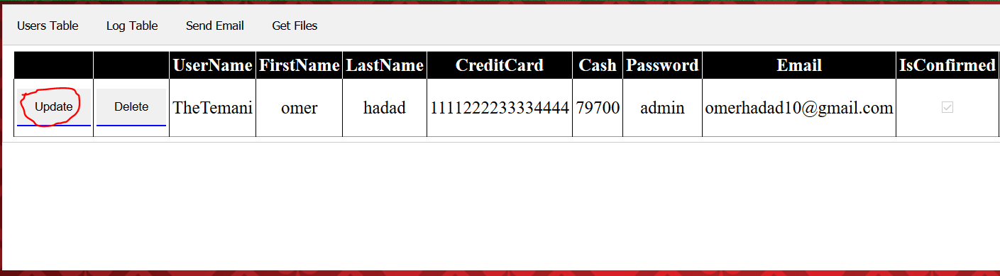 Users Table Log Table Send Email Get Files
UserName FirstName LastName CreditCard Cash Password Email IsConfirmed
Update Delete TheTemani omer hadad 1111222233334444 79700 admin omerhadad10@gmail.com